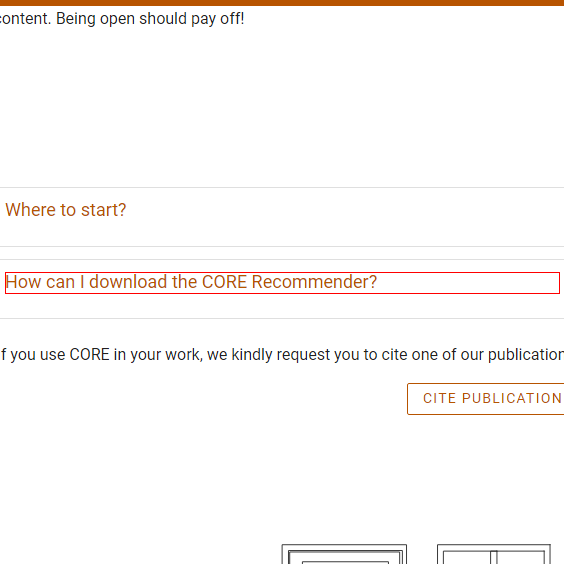 content. Being open should pay off!
Where to start?
How can I download the CORE Recommender?
f you use CORE in your work, we kindly request you to cite one of our publication
CITE PUBLICATION